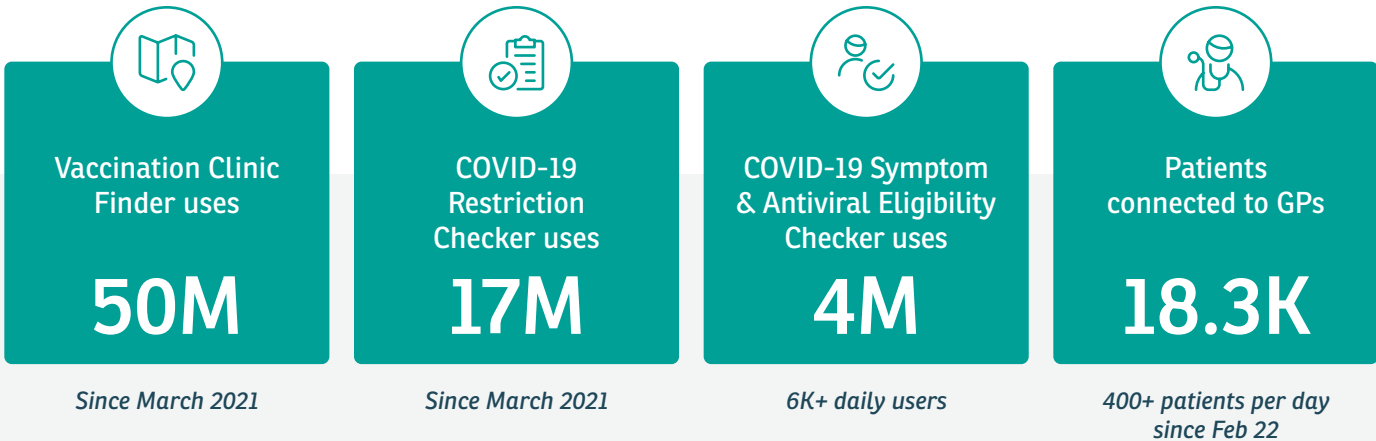 Vaccination Clinic
Finder uses
50M
Since March 2021
COVID-19
Restriction
Checker uses
17M
Since March 2021
COVID-19 Symptom
& Antiviral Eligibility
Checker uses
4M
6K+ daily users
Patients
connected to GPs
18.3K
400+ patients per day
since Feb 22